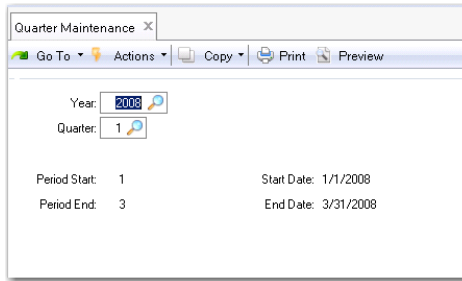 Quarter Maintenance X
Go To Actions Copy Print Preview
Year: 2008
Quarter: 1
Period Start: 1 Start Date: 1/1/2008
Period End: 3 End Date: 3/31/2008